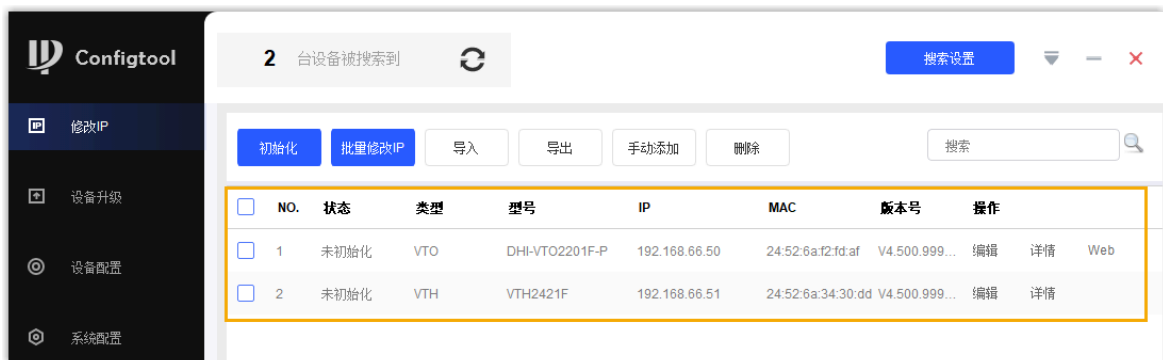 Configtool
2 台设备被搜索到
搜索设置
修改IP
设备升级
设备配置
系统配置
初始化 批量修改IP 导入 导出 手动添加 删除 搜索
NO. 状态 类型 型号 IP MAC 版本号 操作
1 未初始化 VTO DHI-VTO2201F-P 192.168.66.50 24:52:6a:f2:fd:af V4.500.999... 编辑 详情 Web
2 未初始化 VTH VTH2421F 192.168.66.51 24:52:6a:34:30:dd V4.500.999... 编辑 详情